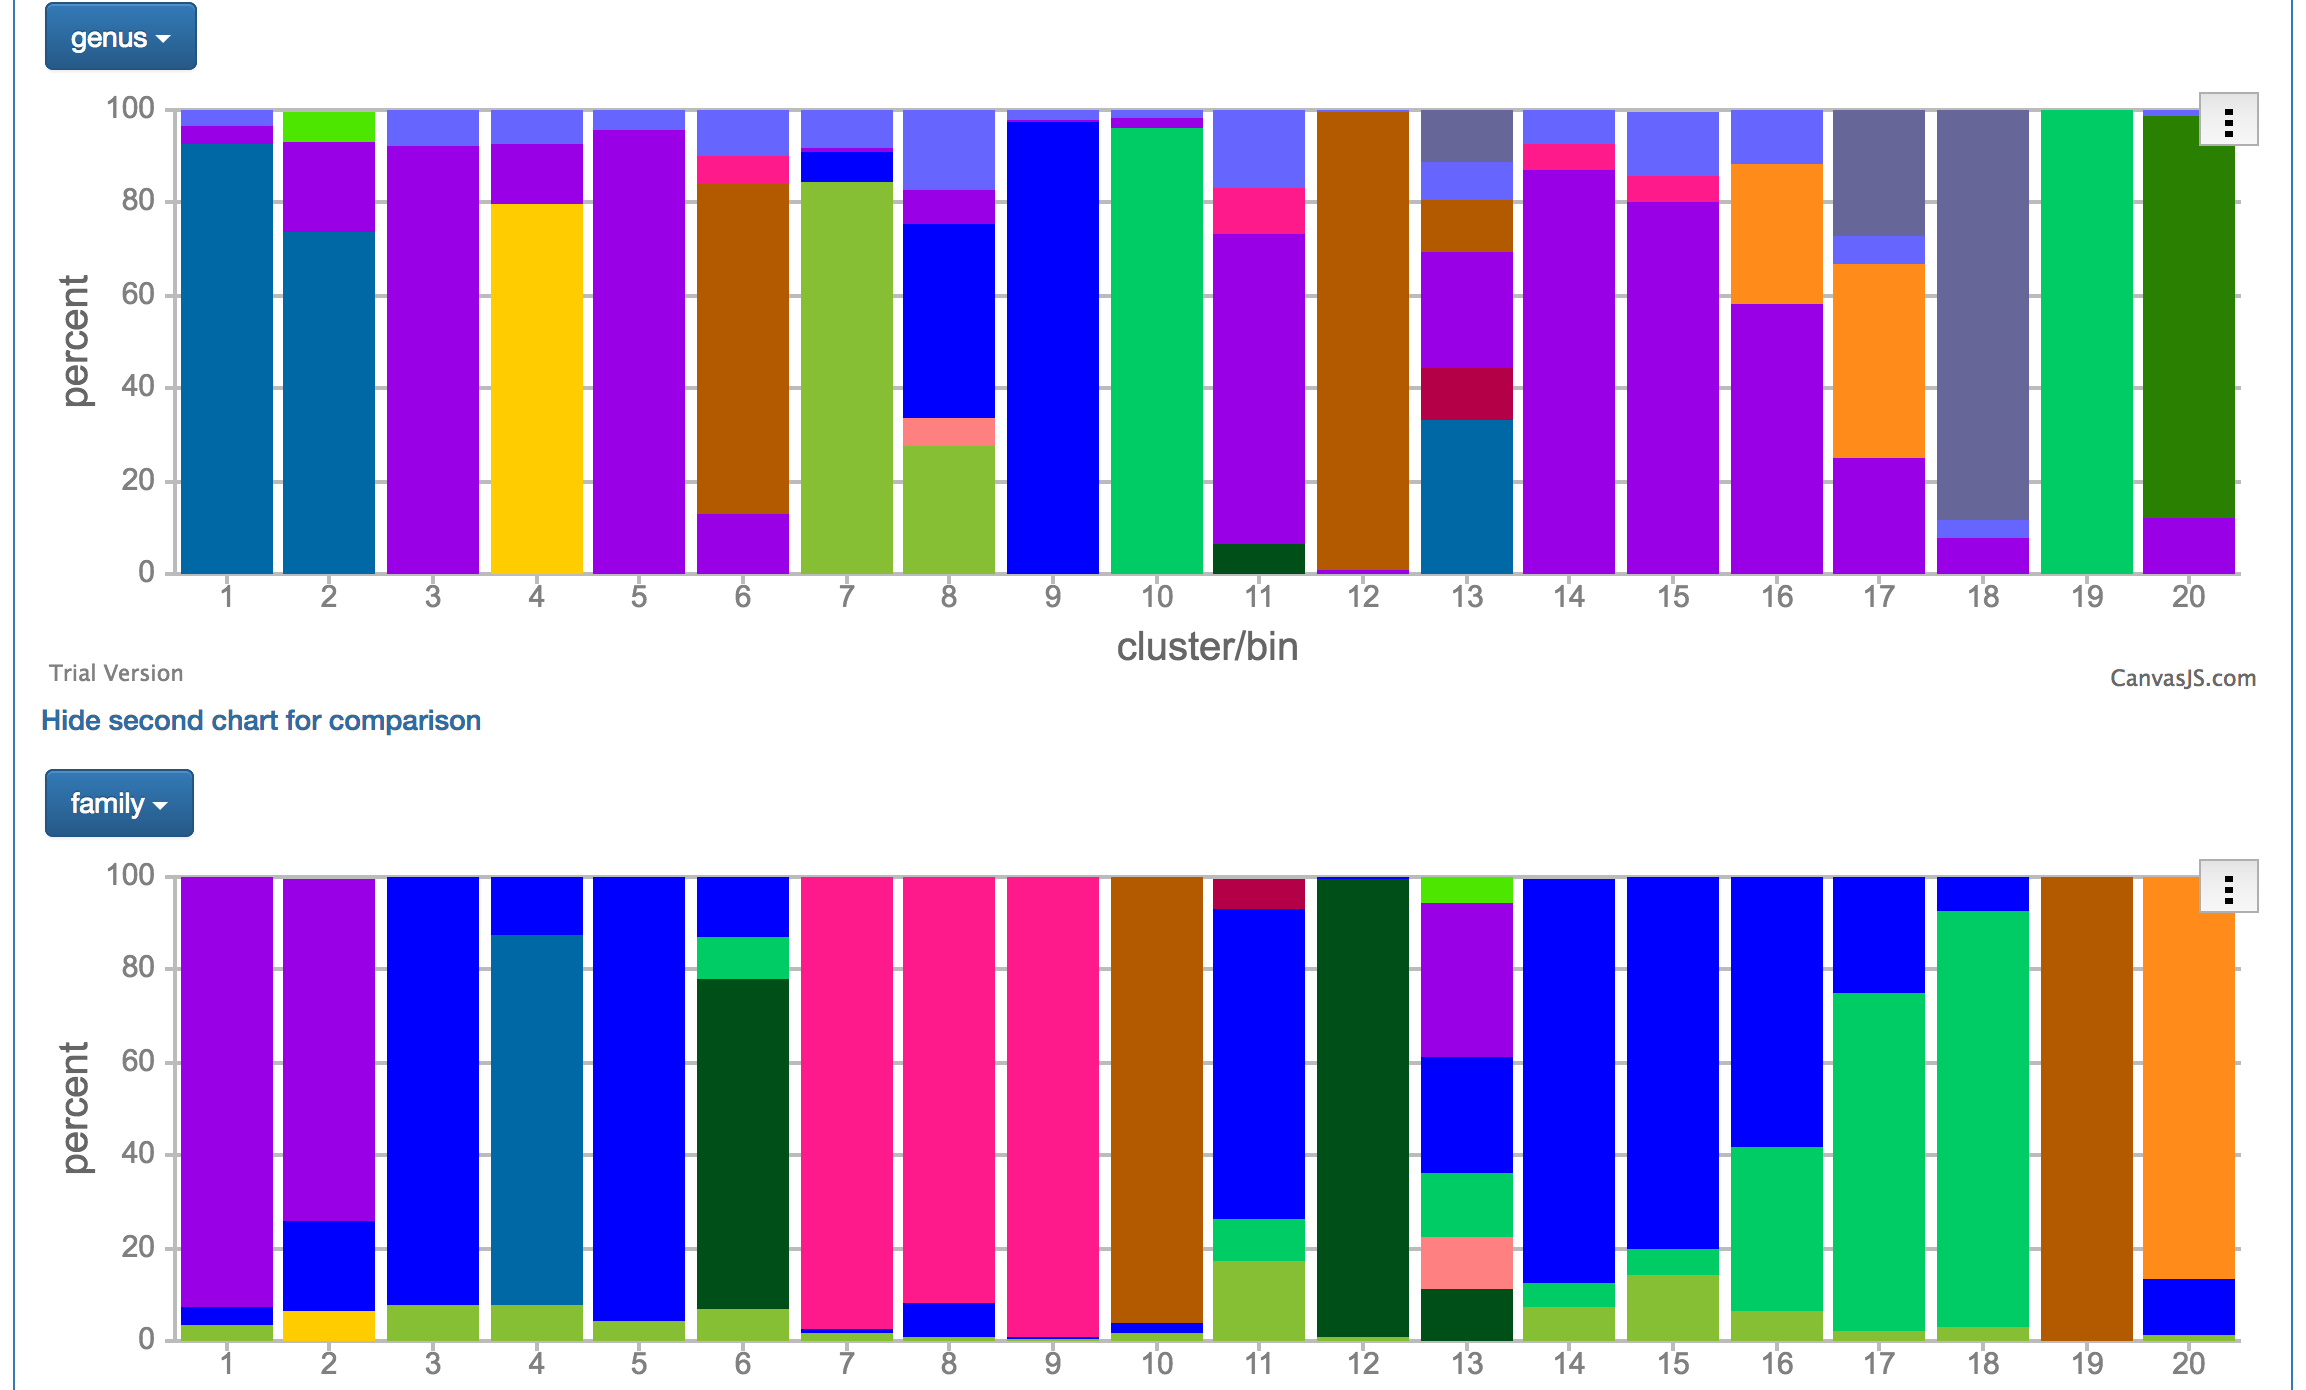 genus
100
80
60
40
20
0
percent
1 2 3 4 5 6 7 8 9 10 11 12 13 14 15 16 17 18 19 20
cluster/bin
Trial Version
CanvasJS.com
Hide second chart for comparison
family
100
80
60
40
20
0
percent
1 2 3 4 5 6 7 8 9 10 11 12 13 14 15 16 17 18 19 20